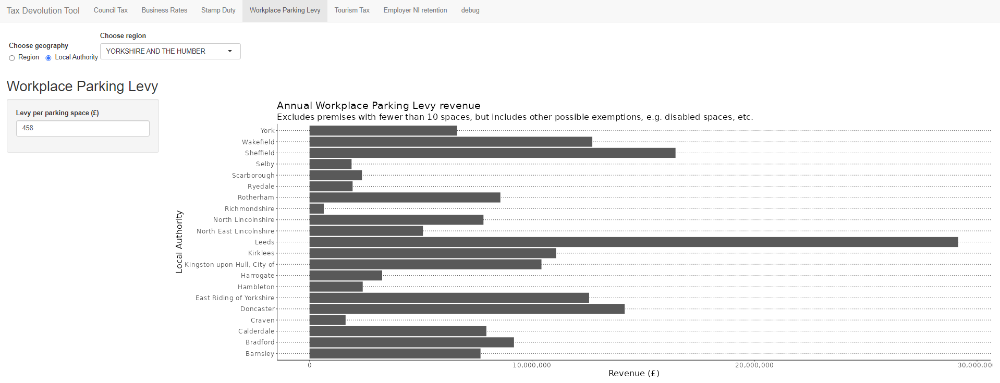 Tax Devolution Tool Council Tax Business Rates Stamp Duty Workplace Parking Levy Tourism Tax Employer NI retention debug
Choose region
Choose geography
YORKSHIRE AND THE HUMBER
Region Local Authority
Workplace Parking Levy
Levy per parking space (£)
458
Annual Workplace Parking Levy revenue
Excludes premises with fewer than 10 spaces, but includes other possible exemptions, e.g. disabled spaces, etc.
Local Authority
York
Wakefield
Sheffield
Selby
Scarborough
Ryedale
Rotherham
Richmondshire
North Lincolnshire
North East Lincolnshire
Leeds
Kirklees
Kingston upon Hull, City of
Harrogate
Hambleton
East Riding of Yorkshire
Doncaster
Craven
Calderdale
Bradford
Barnsley
0 10,000,000 20,000,000 30,000,00
Revenue (£)